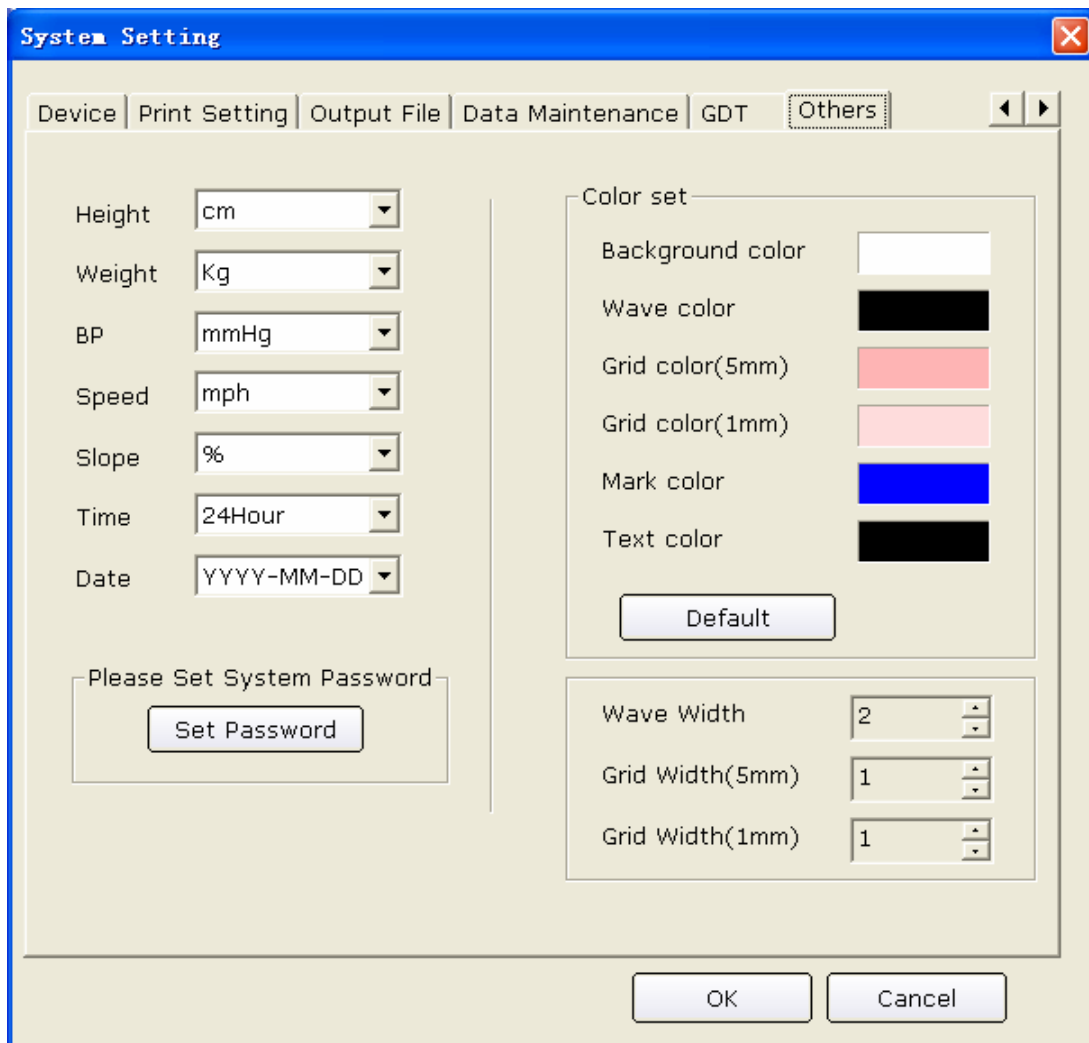 System Setting
Device Print Setting Output File Data Maintenance GDT Others
Height cm
Weight Kg
BP mmHg
Speed mph
Slope %
Time 24Hour
Date YYYY-MM-DD
Please Set System Password
Set Password
Color set
Background color
Wave color
Grid color(5mm)
Grid color(1mm)
Mark color
Text color
Default
Wave Width 2
Grid Width(5mm) 1
Grid Width(1mm) 1
OK Cancel